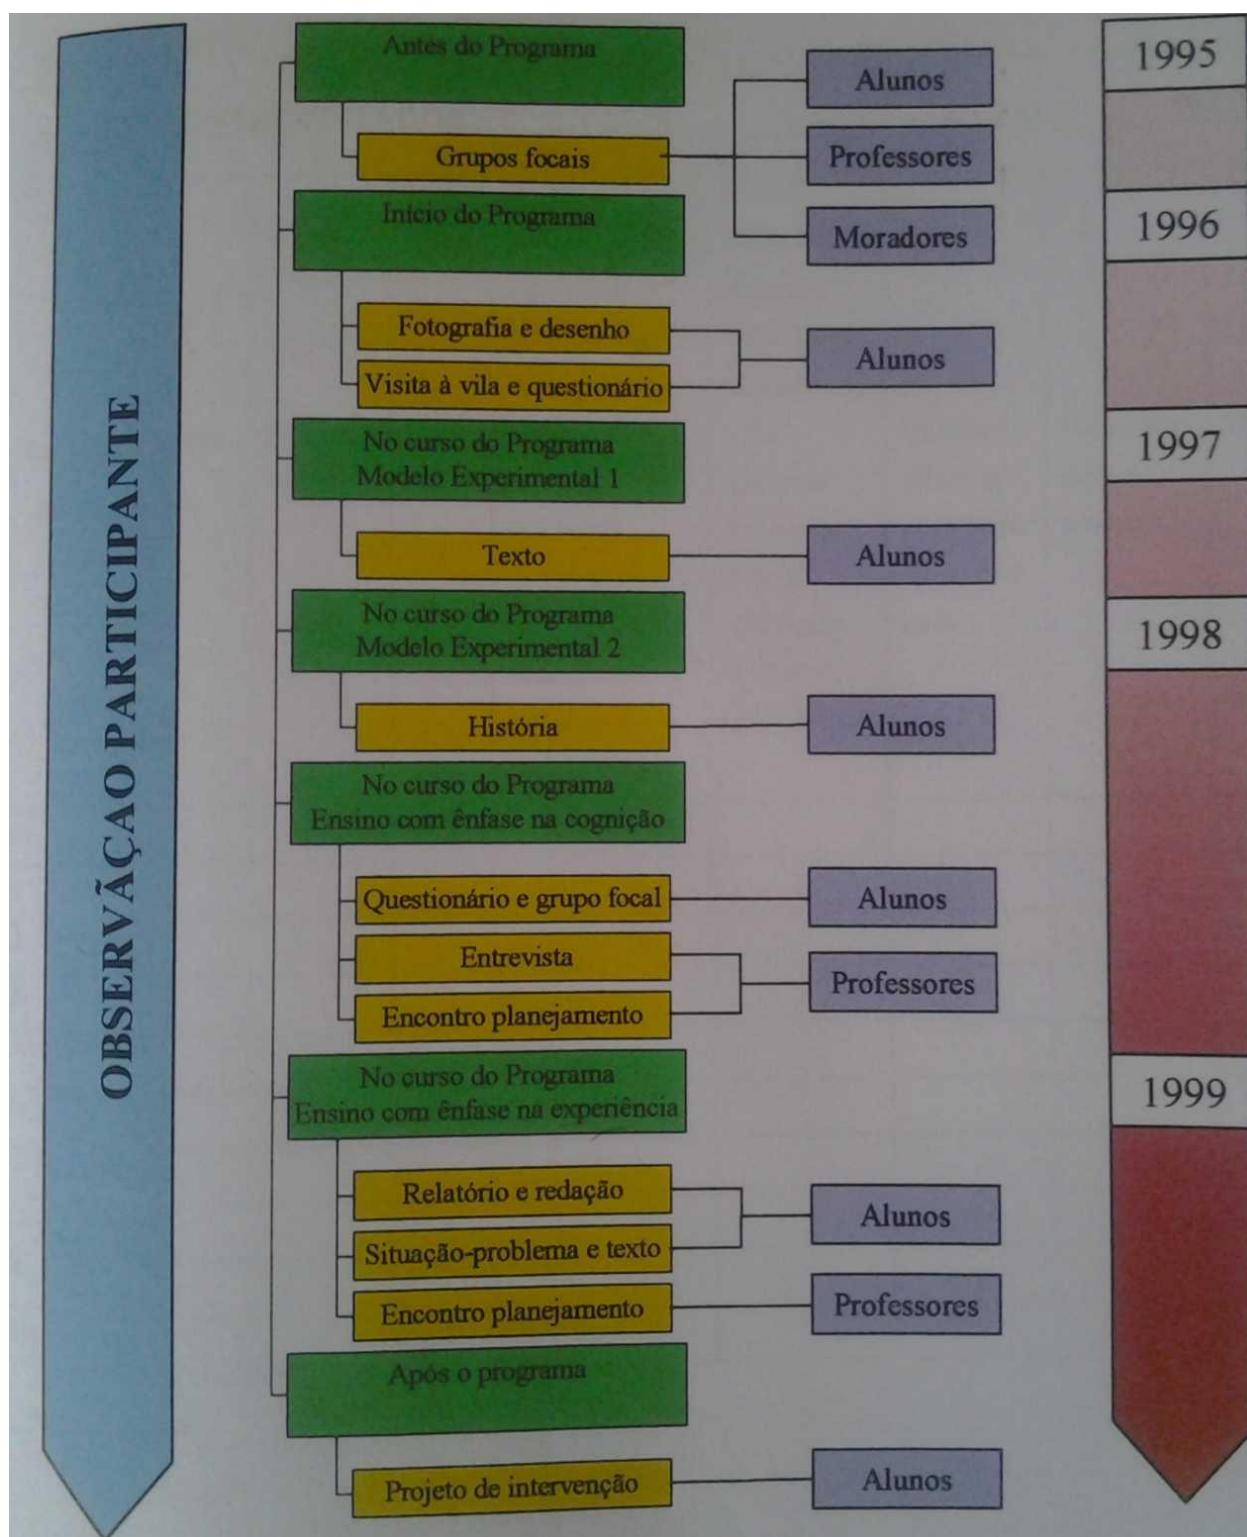 OBSERVÃÇAO PARTICIPANTE
Antes do Programa
Grupos focais
Alunos
Professores
Moradores
Início do Programa
Fotografia e desenho
Visita à vila e questionário
Alunos
No curso do Programa
Modelo Experimental 1
Texto
Alunos
No curso do Programa
Modelo Experimental 2
História
Alunos
No curso do Programa
Ensino com ênfase na cognição
Questionário e grupo focal
Alunos
Entrevista
Encontro planejamento
Professores
No curso do Programa
Ensino com ênfase na experiência
Relatório e redação
Situação-problema e texto
Alunos
Encontro planejamento
Professores
Após o programa
Projeto de intervenção
Alunos
1995
1996
1997
1998
1999